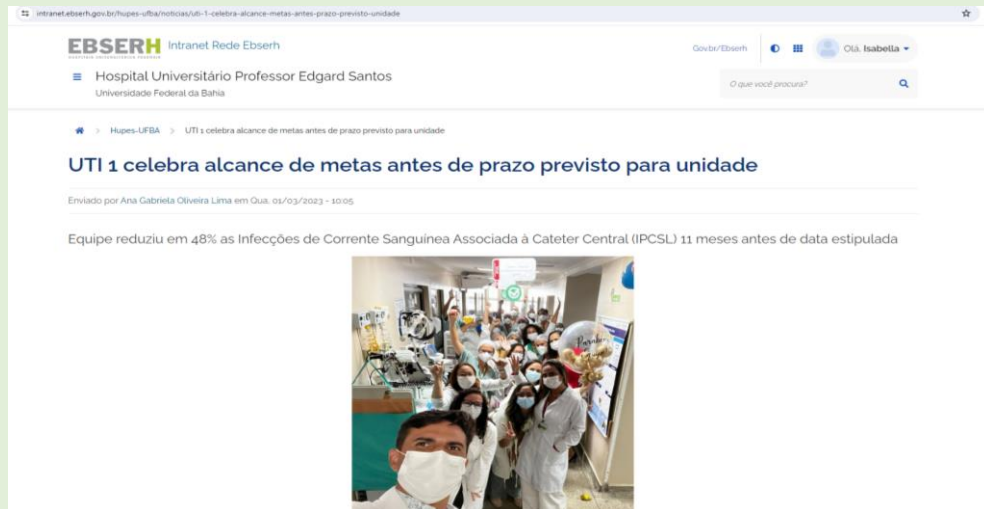 intranet.ebserh.gov.br/hupes-ufba/noticias/uti-1-celebra-alcance-metas-antes-prazo-previsto-unidade
EBSERH Intranet Rede Ebserh
HOSPITAIS UNIVERSITÁRIOS FEDERAIS
Gov.br/Ebserh
Olá, Isabella
Hospital Universitário Professor Edgard Santos
Universidade Federal da Bahia
O que você procura?
Hupes-UFBA > UTI 1 celebra alcance de metas antes de prazo previsto para unidade
UTI 1 celebra alcance de metas antes de prazo previsto para unidade
Enviado por Ana Gabriela Oliveira Lima em Qua, 01/03/2023 - 10:05
Equipe reduziu em 48% as Infecções de Corrente Sanguínea Associada à Cateter Central (IPCSL) 11 meses antes de data estipulada